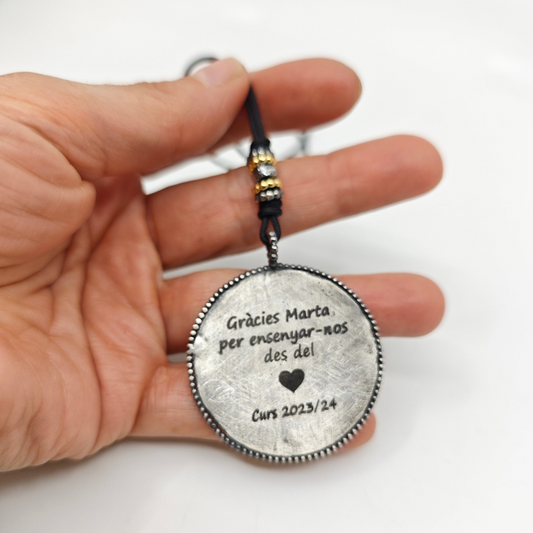 Gràcies Marta
per ensenyar-nos
des del
Curs 2023/24